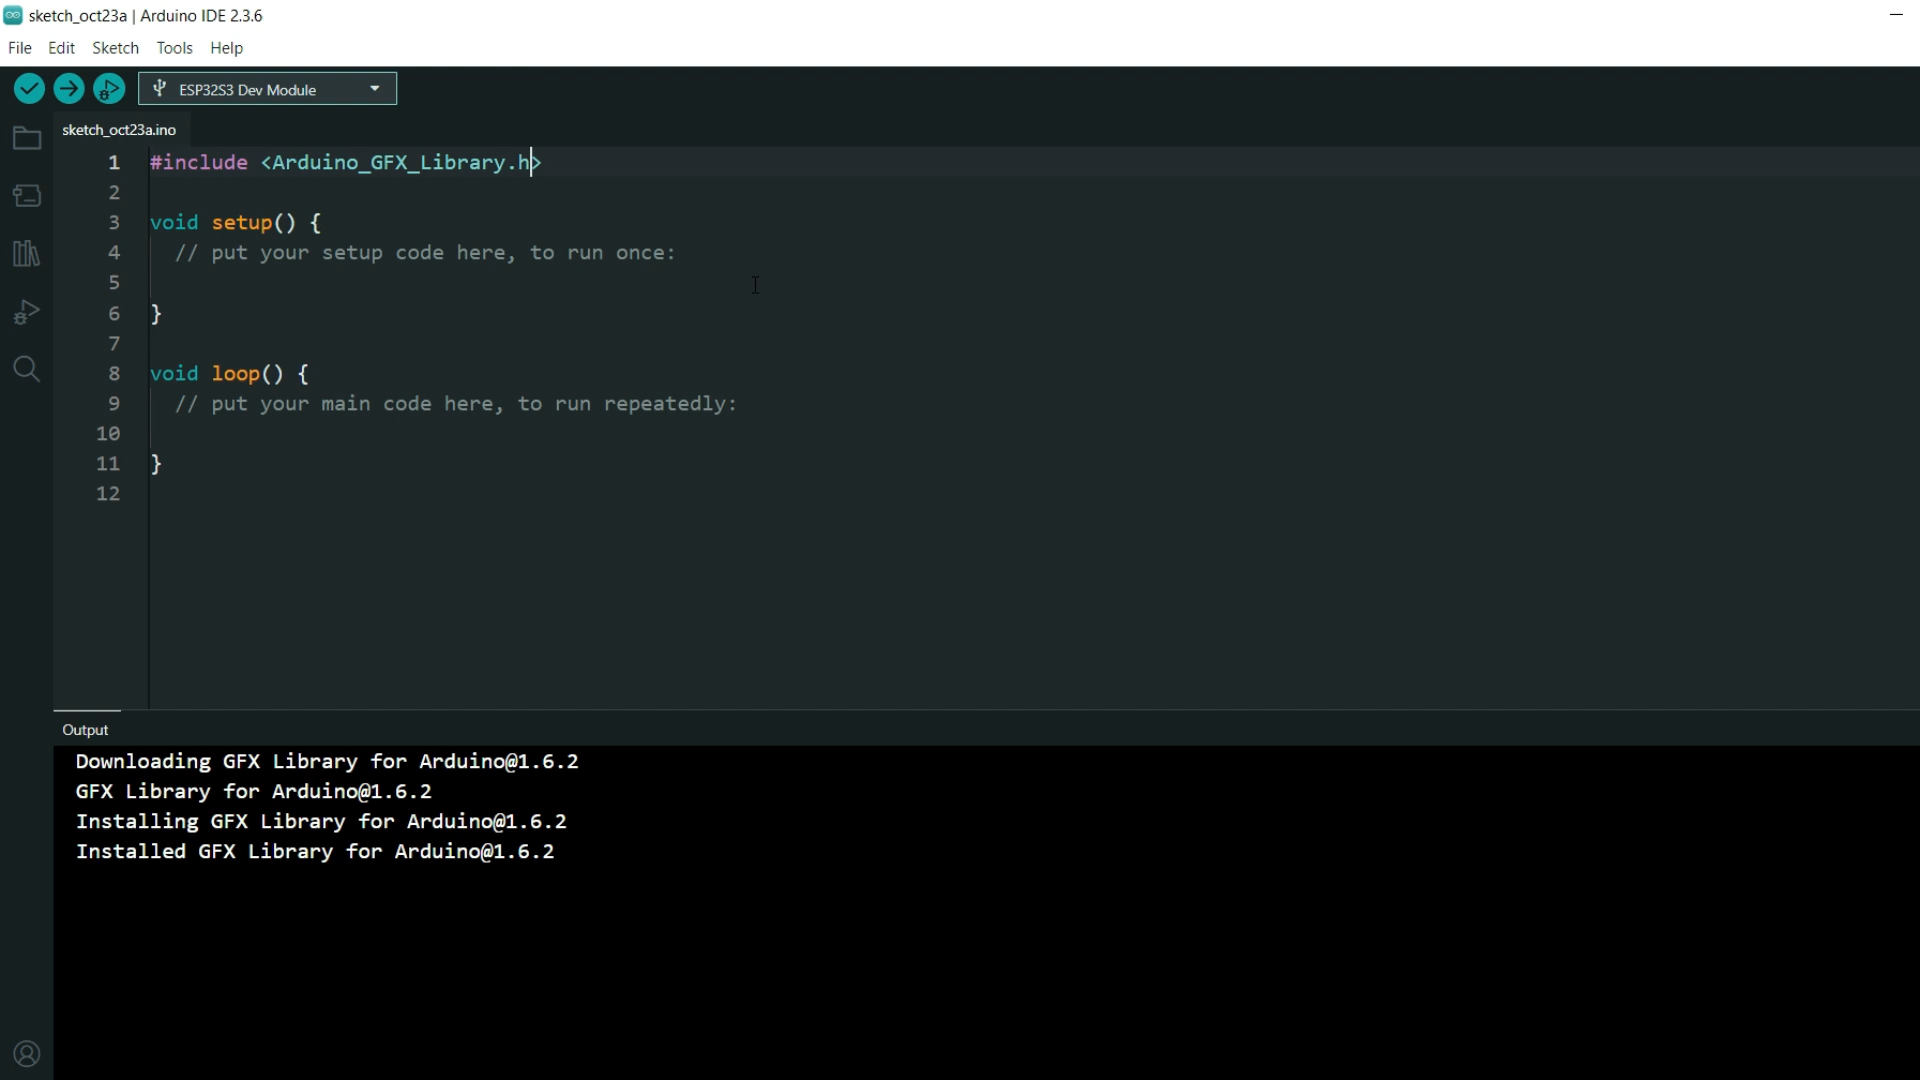 sketch_oct23a | Arduino IDE 2.3.6
File Edit Sketch Tools Help
ESP32S3 Dev Module
sketch_oct23a.ino
1 #include <Arduino_GFX_Library.h>
2
3 void setup() {
4 // put your setup code here, to run once:
5
6 }
7
8 void loop() {
9 // put your main code here, to run repeatedly:
10
11 }
12
Output
Downloading GFX Library for Arduino@1.6.2
GFX Library for Arduino@1.6.2
Installing GFX Library for Arduino@1.6.2
Installed GFX Library for Arduino@1.6.2